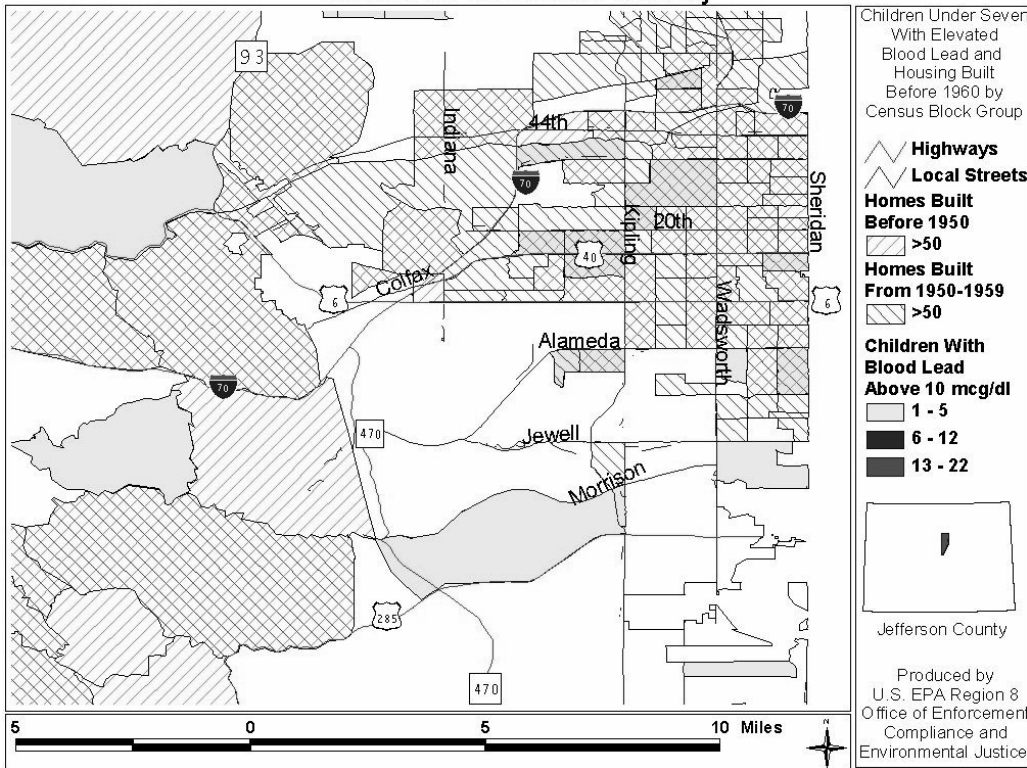 93
Indiana
44th
70
70
Sheridan
Kipling
20th
40
Colfax
6
Wadsworth
6
Alameda
70
470
Jewell
Morrison
285
470
5 0 5 10 Miles
N
Children Under Seven
With Elevated
Blood Lead and
Housing Built
Before 1960 by
Census Block Group
Highways
Local Streets
Homes Built
Before 1950
>50
Homes Built
From 1950-1959
>50
Children With
Blood Lead
Above 10 mcg/dl
1 - 5
6 - 12
13 - 22
Jefferson County
Produced by
U.S. EPA Region 8
Office of Enforcement
Compliance and
Environmental Justice